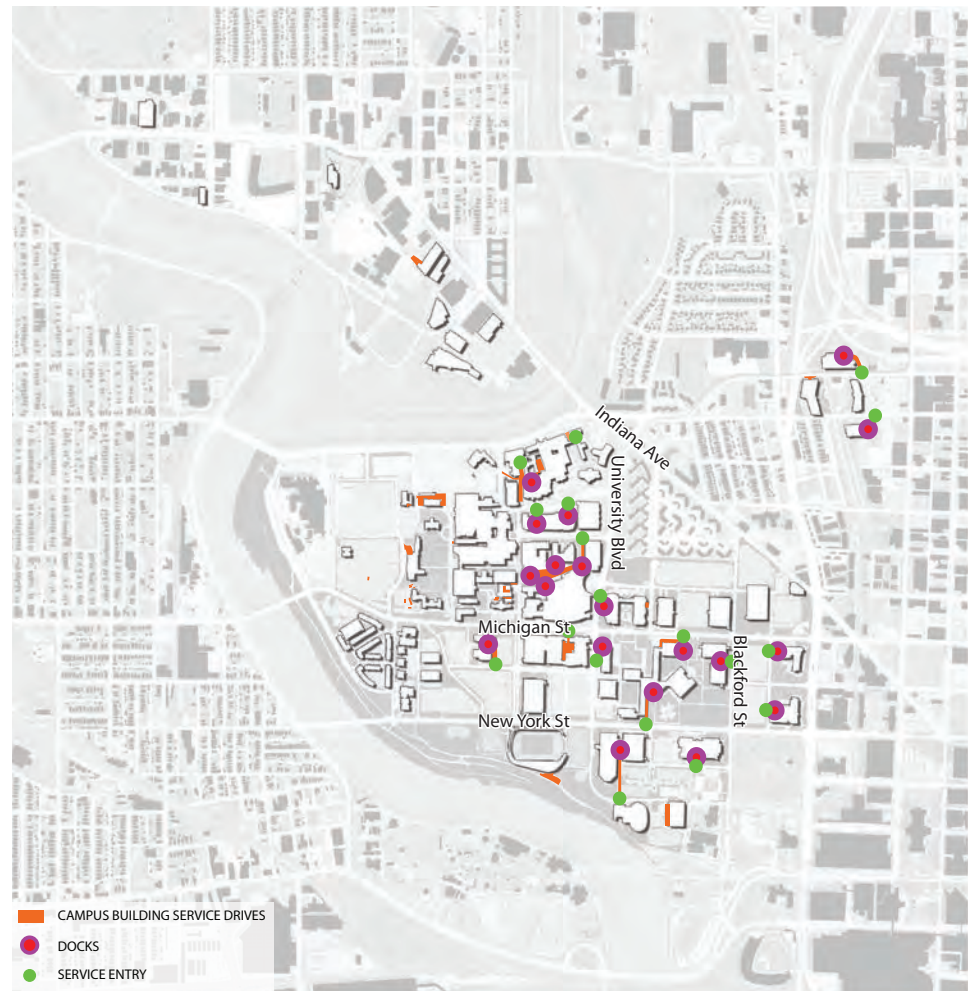 Indiana Ave
University Blvd
Michigan St
Blackford St
New York St
CAMPUS BUILDING SERVICE DRIVES
DOCKS
SERVICE ENTRY